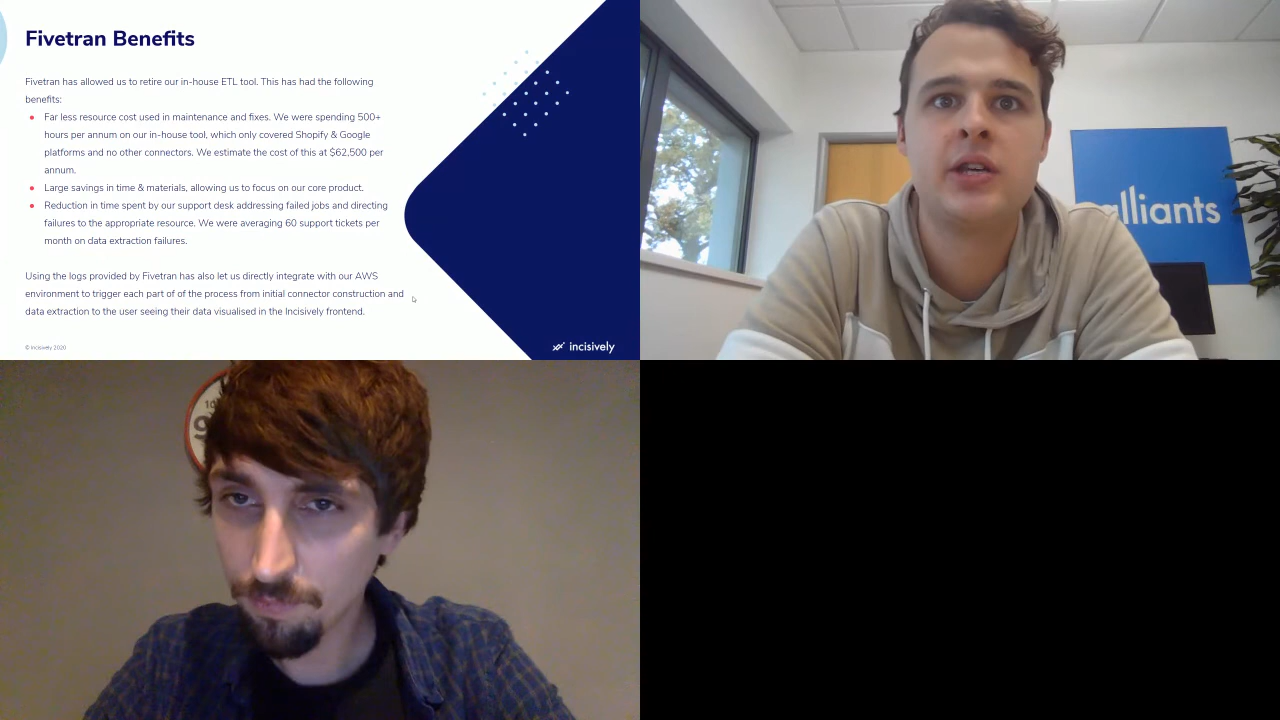 Fivetran Benefits
Fivetran has allowed us to retire our in-house ETL tool. This has had the following
benefits:
Far less resource cost used in maintenance and fixes. We were spending 500+
hours per annum on our in-house tool, which only covered Shopify & Google
platforms and no other connectors. We estimate the cost of this at $62,500 per
annum.
Large savings in time & materials, allowing us to focus on our core product.
Reduction in time spent by our support desk addressing failed jobs and directing
failures to the appropriate resource. We were averaging 60 support tickets per
month on data extraction failures.
Using the logs provided by Fivetran has also let us directly integrate with our AWS
environment to trigger each part of of the process from initial connector construction and
data extraction to the user seeing their data visualised in the Incisively frontend.
© Incisively 2020
incisively
alliants